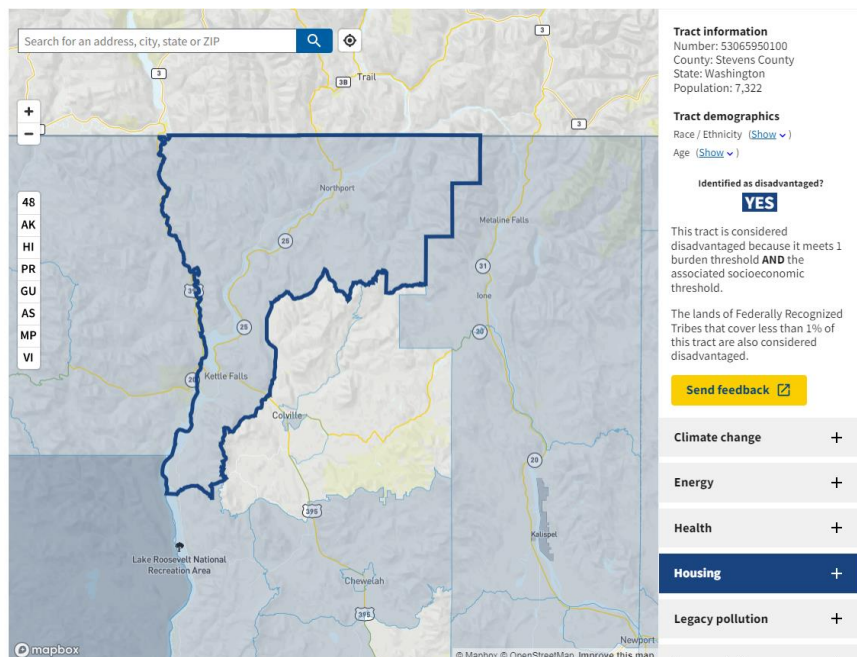 Search for an address, city, state or ZIP
3
3
3B
Trail
3
+
−
Northport
48
AK
HI
PR
GU
AS
MP
VI
Metaline Falls
25
31
Ione
25
30
20
Kettle Falls
Colville
20
395
Kalispel
Lake Roosevelt National
Recreation Area
Chewelah
395
Newport
mapbox
© Mapbox © OpenStreetMap Improve this map
Tract information
Number: 53065950100
County: Stevens County
State: Washington
Population: 7,322
Tract demographics
Race / Ethnicity (Show )
Age (Show )
Identified as disadvantaged?
YES
This tract is considered
disadvantaged because it meets 1
burden threshold AND the
associated socioeconomic
threshold.
The lands of Federally Recognized
Tribes that cover less than 1% of
this tract are also considered
disadvantaged.
Send feedback
Climate change +
Energy +
Health +
Housing +
Legacy pollution +